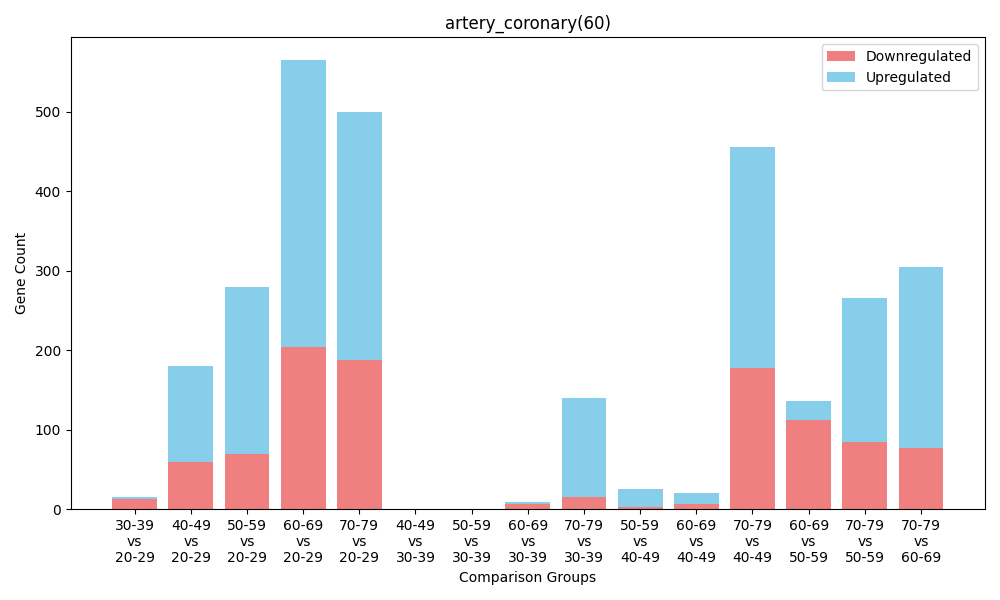 artery_coronary(60)
Downregulated
Upregulated
Gene Count
500
400
300
200
100
0
30-39
vs
20-29
40-49
vs
20-29
50-59
vs
20-29
60-69
vs
20-29
70-79
vs
20-29
40-49
vs
30-39
50-59
vs
30-39
60-69
vs
30-39
70-79
vs
30-39
50-59
vs
40-49
60-69
vs
40-49
70-79
vs
40-49
60-69
vs
50-59
70-79
vs
50-59
70-79
vs
60-69
Comparison Groups